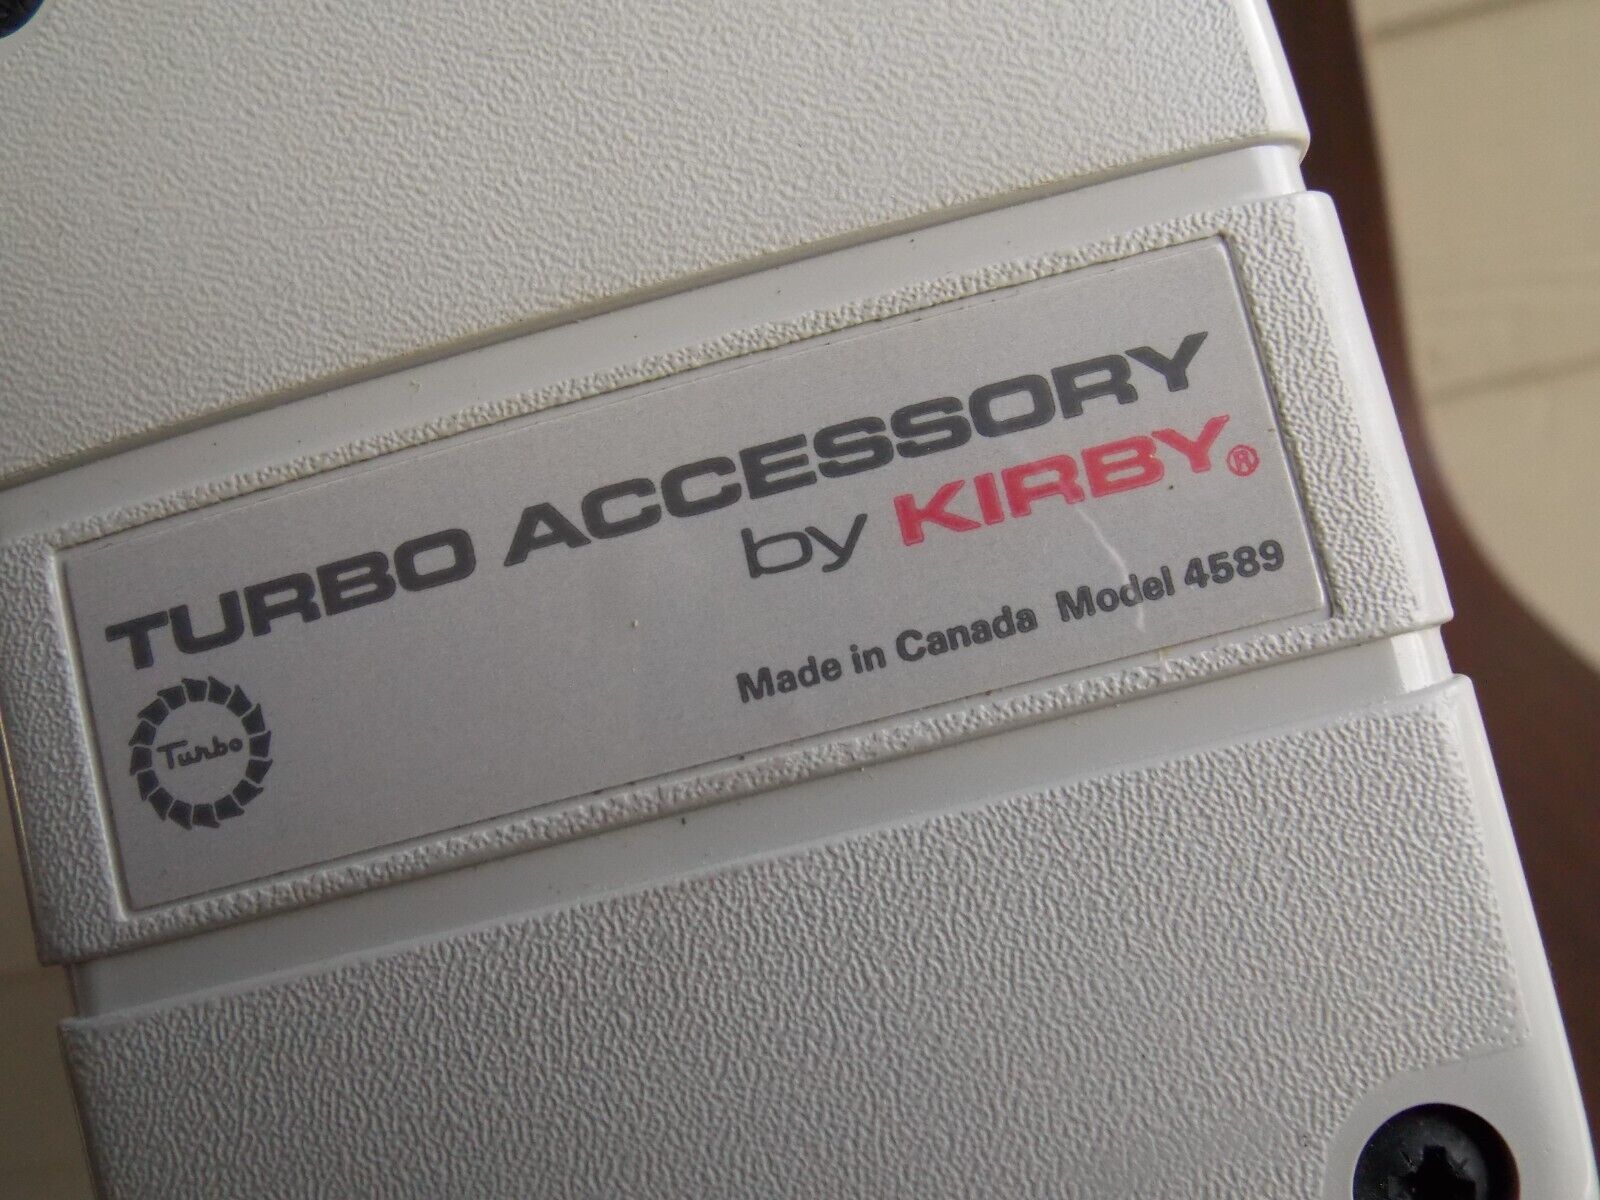 TURBO ACCESSORY
by KIRBY®
Made in Canada Model 4589
Turbo